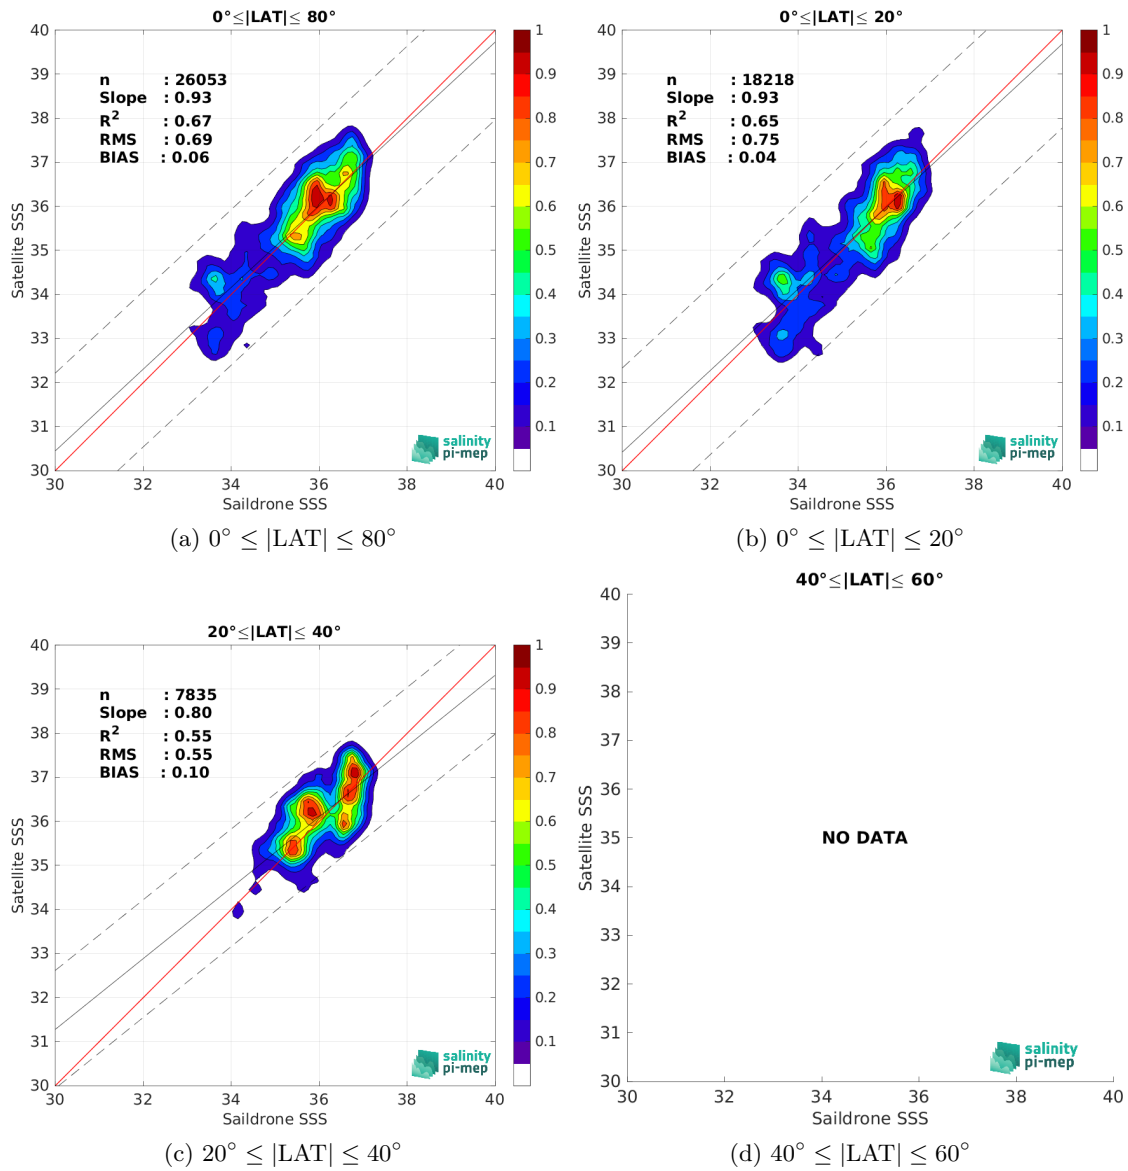 0°≤|LAT|≤ 80°
40
39
38
37
36
35
34
33
32
31
30
Satellite SSS
n : 26053
Slope : 0.93
R² : 0.67
RMS : 0.69
BIAS : 0.06
salinity
pi-mep
30 32 34 36 38 40
Saildrone SSS
1
0.9
0.8
0.7
0.6
0.5
0.4
0.3
0.2
0.1
(a) 0° ≤ |LAT| ≤ 80°
0°≤|LAT|≤ 20°
40
39
38
37
36
35
34
33
32
31
30
Satellite SSS
n : 18218
Slope : 0.93
R² : 0.65
RMS : 0.75
BIAS : 0.04
salinity
pi-mep
30 32 34 36 38 40
Saildrone SSS
1
0.9
0.8
0.7
0.6
0.5
0.4
0.3
0.2
0.1
(b) 0° ≤ |LAT| ≤ 20°
20°≤|LAT|≤ 40°
40
39
38
37
36
35
34
33
32
31
30
Satellite SSS
n : 7835
Slope : 0.80
R² : 0.55
RMS : 0.55
BIAS : 0.10
salinity
pi-mep
30 32 34 36 38 40
Saildrone SSS
1
0.9
0.8
0.7
0.6
0.5
0.4
0.3
0.2
0.1
(c) 20° ≤ |LAT| ≤ 40°
40°≤|LAT|≤ 60°
40
39
38
37
36
35
34
33
32
31
30
Satellite SSS
NO DATA
salinity
pi-mep
30 32 34 36 38 40
Saildrone SSS
(d) 40° ≤ |LAT| ≤ 60°